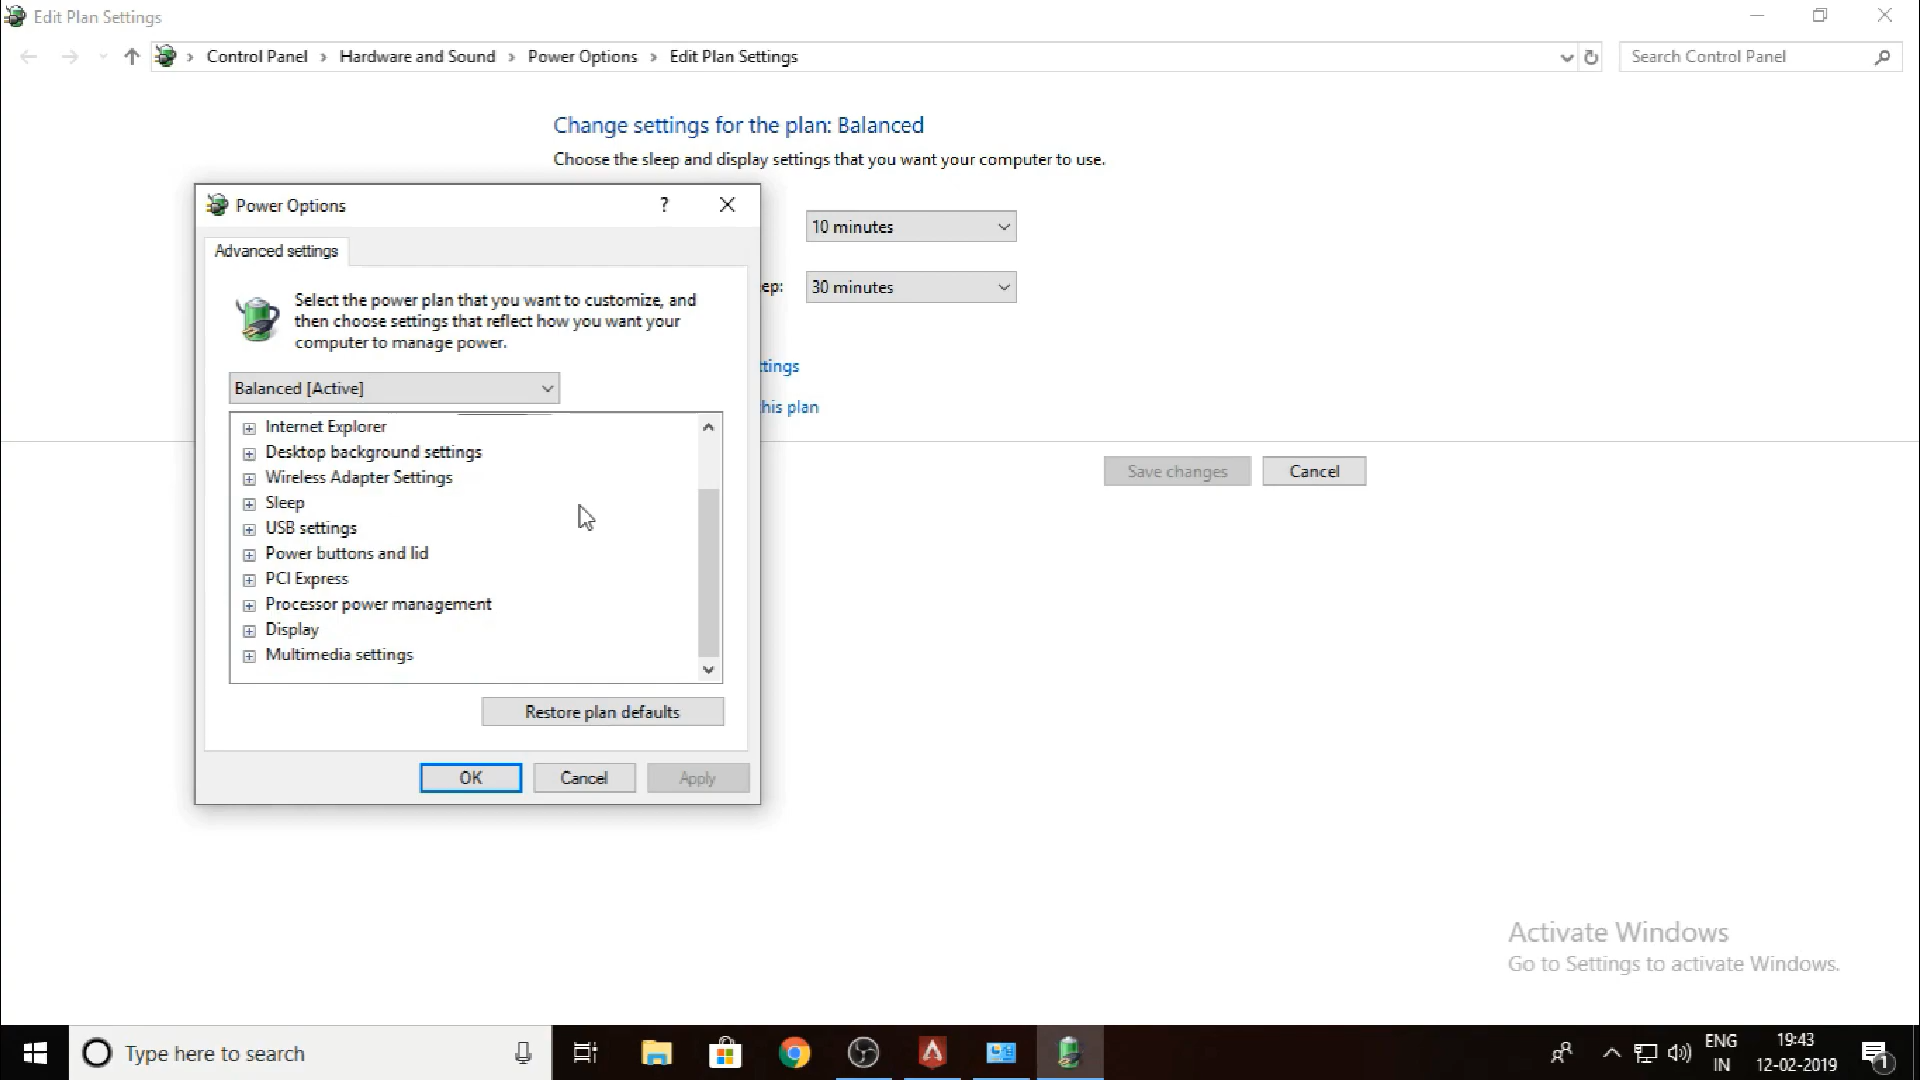 Edit Plan Settings
Control Panel > Hardware and Sound > Power Options > Edit Plan Settings
Search Control Panel
Change settings for the plan: Balanced
Choose the sleep and display settings that you want your computer to use.
10 minutes
ep:
30 minutes
ttings
his plan
Save changes
Cancel
Power Options
?
Advanced settings
Select the power plan that you want to customize, and
then choose settings that reflect how you want your
computer to manage power.
Balanced [Active]
Internet Explorer
Desktop background settings
Wireless Adapter Settings
Sleep
USB settings
Power buttons and lid
PCI Express
Processor power management
Display
Multimedia settings
Restore plan defaults
OK
Cancel
Apply
Activate Windows
Go to Settings to activate Windows.
Type here to search
ENG
IN
19:43
12-02-2019
1